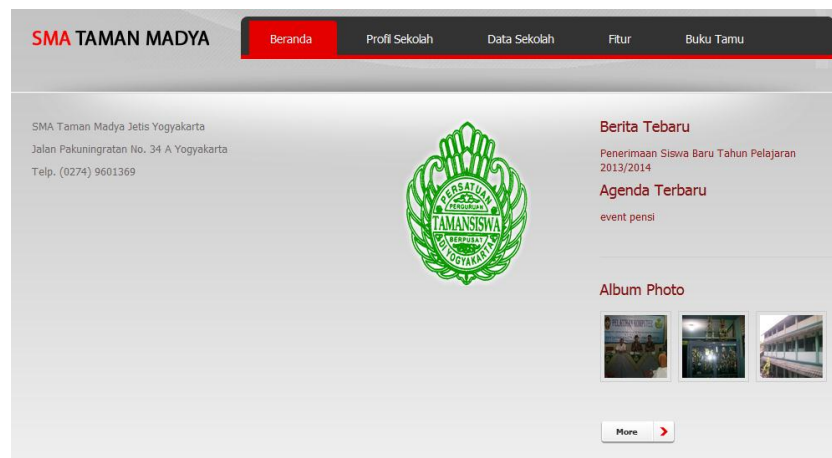 SMA TAMAN MADYA
Beranda
Profil Sekolah
Data Sekolah
Fitur
Buku Tamu
SMA Taman Madya Jetis Yogyakarta
Jalan Pakuningratan No. 34 A Yogyakarta
Telp. (0274) 9601369
PERSATUAN
PERGURUAN
TAMANSISWA
BERPUSAT
DI YOGYAKARTA
Berita Tebaru
Penerimaan Siswa Baru Tahun Pelajaran
2013/2014
Agenda Terbaru
event pensi
Album Photo
PELATIHAN KOMPUTER
More